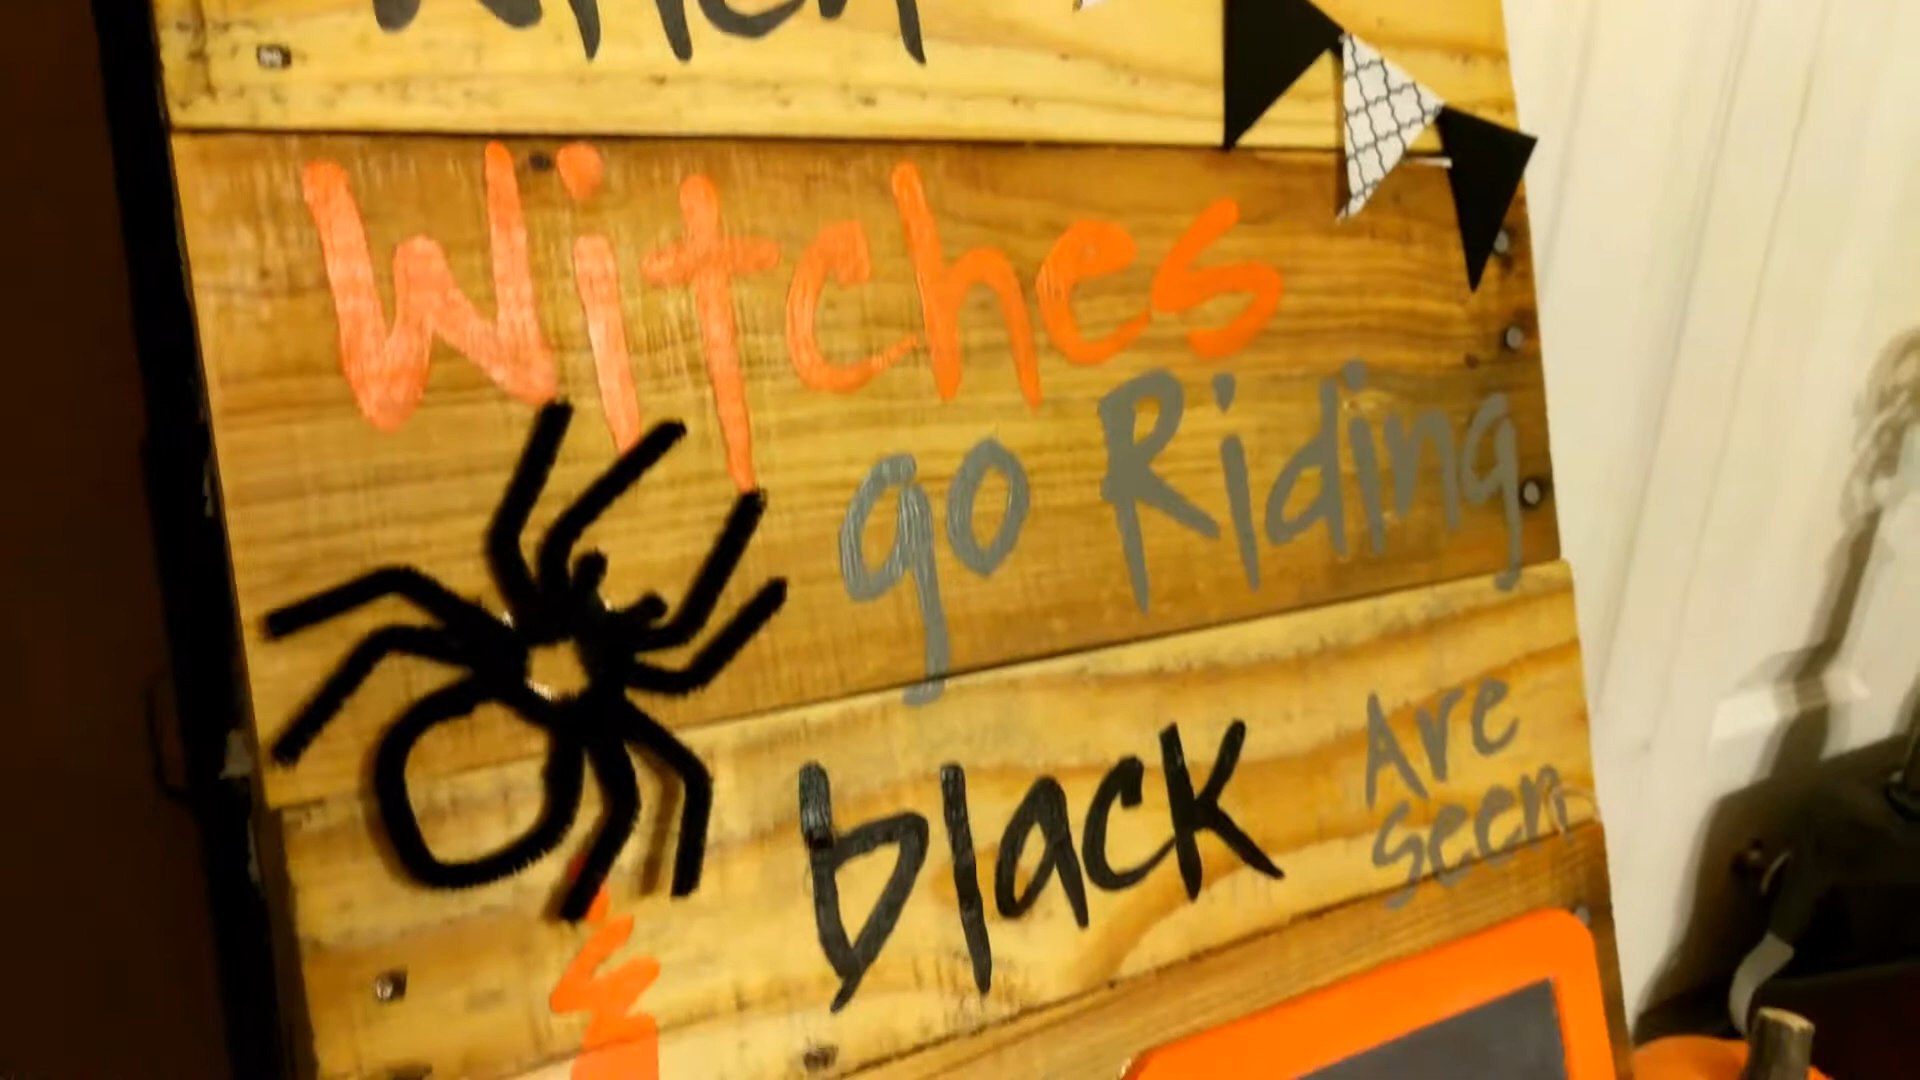 Witches
go Riding
black
Are
seen